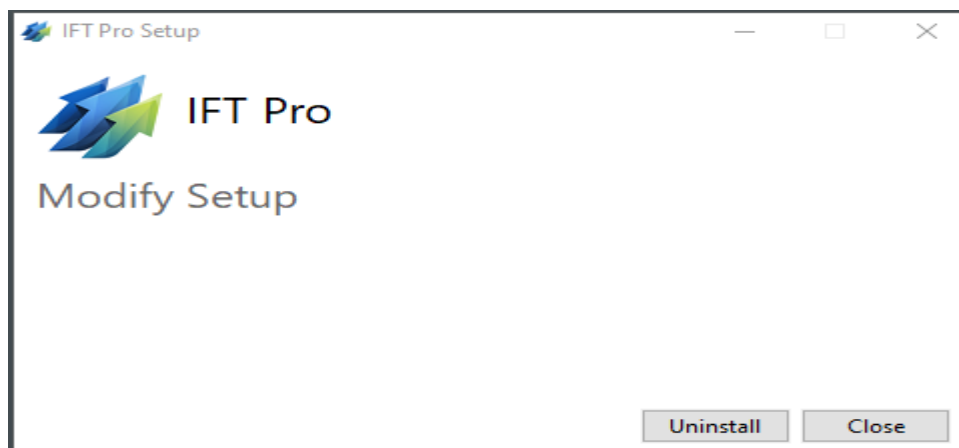 IFT Pro Setup
IFT Pro
Modify Setup
Uninstall Close